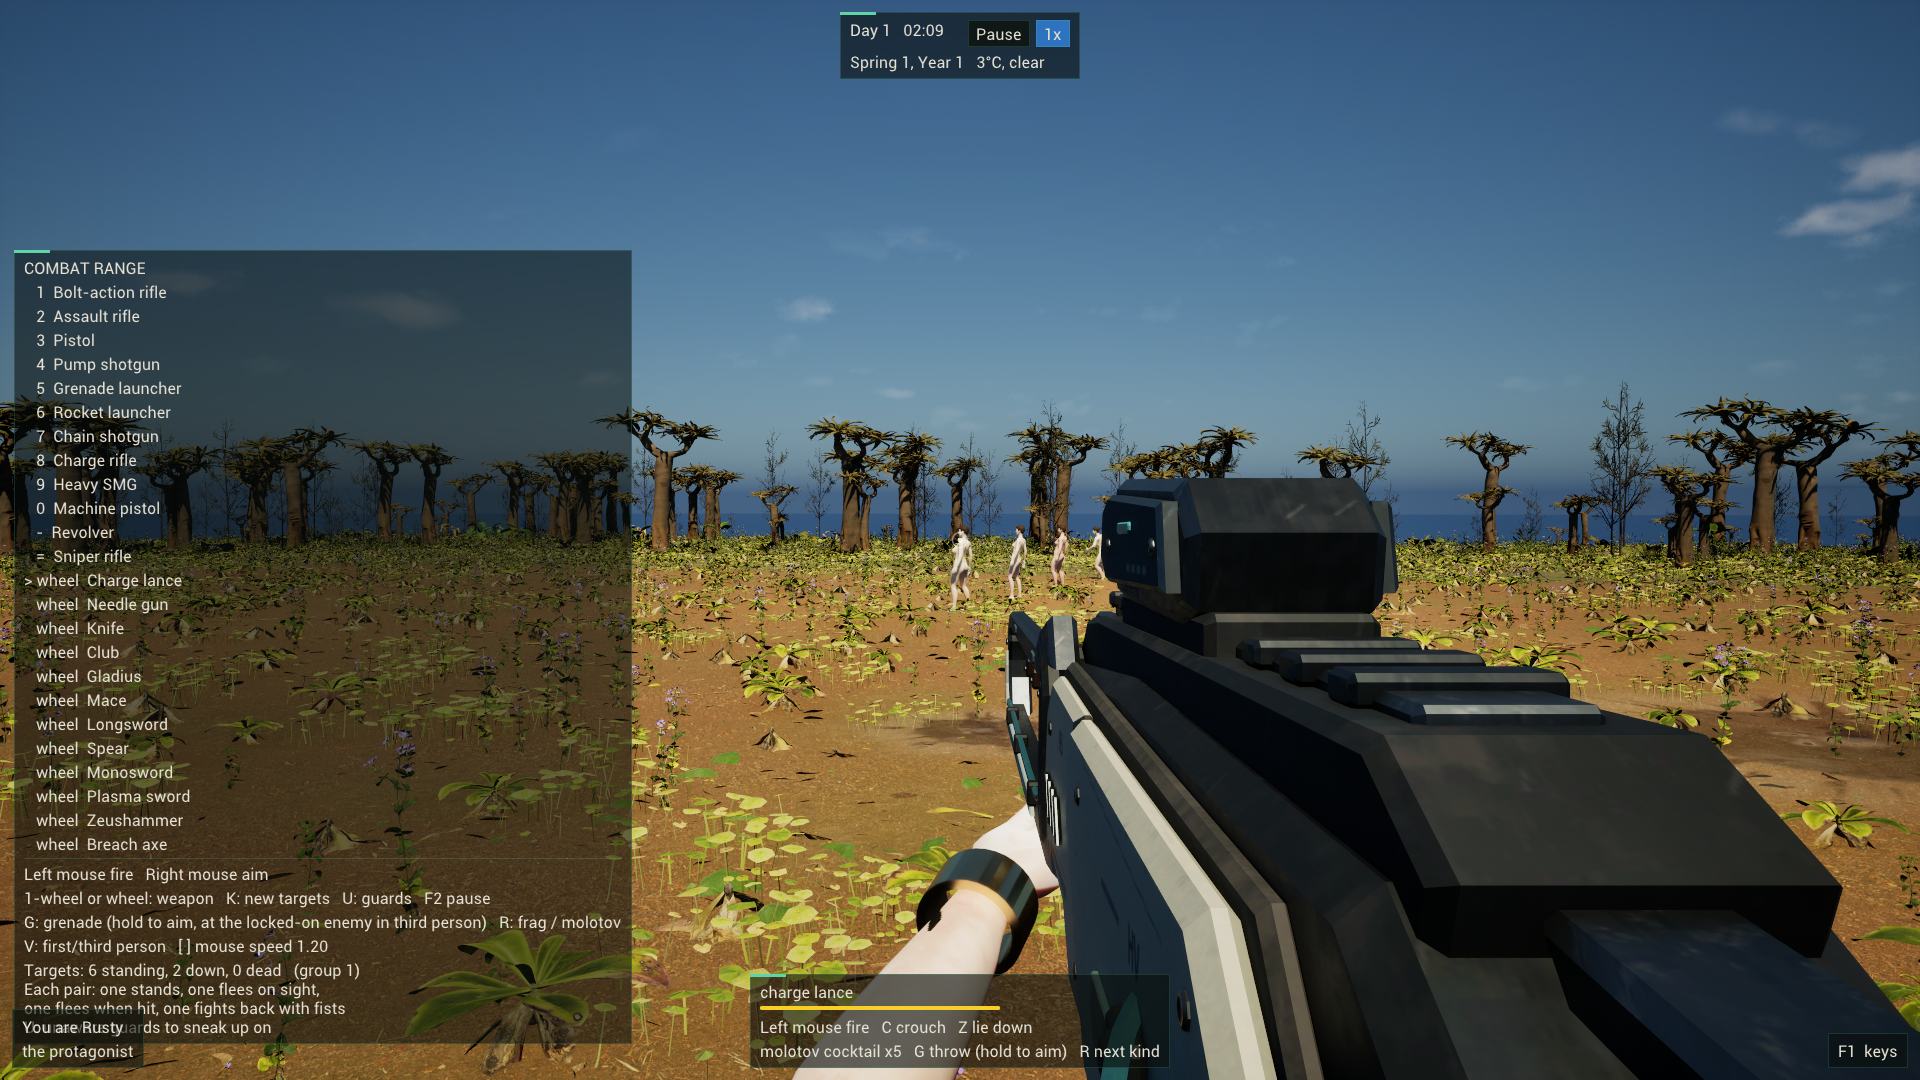 Day 1 02:09 Pause 1x
Spring 1, Year 1 3°C, clear
COMBAT RANGE
1 Bolt-action rifle
2 Assault rifle
3 Pistol
4 Pump shotgun
5 Grenade launcher
6 Rocket launcher
7 Chain shotgun
8 Charge rifle
9 Heavy SMG
0 Machine pistol
- Revolver
= Sniper rifle
> wheel Charge lance
wheel Needle gun
wheel Knife
wheel Club
wheel Gladius
wheel Mace
wheel Longsword
wheel Spear
wheel Monosword
wheel Plasma sword
wheel Zeushammer
wheel Breach axe
Left mouse fire Right mouse aim
1-wheel or wheel: weapon K: new targets U: guards F2 pause
G: grenade (hold to aim, at the locked-on enemy in third person) R: frag / molotov
V: first/third person [ ] mouse speed 1.20
Targets: 6 standing, 2 down, 0 dead (group 1)
Each pair: one stands, one flees on sight,
one flees when hit, one fights back with fists
ds to sneak up on
You are Rusty
the protagonist
charge lance
Left mouse fire C crouch Z lie down
molotov cocktail x5 G throw (hold to aim) R next kind
F1 keys